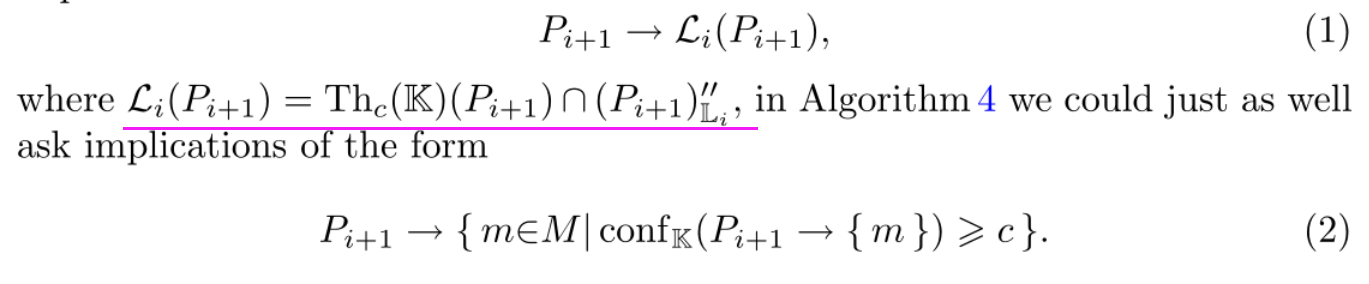 P_{i+1} → 𝓛_i(P_{i+1}), (1)
where 𝓛_i(P_{i+1}) = Th_c(𝕂)(P_{i+1}) ∩ (P_{i+1})''_{𝕃_i}, in Algorithm 4 we could just as well
ask implications of the form
P_{i+1} → { m∈M | conf_𝕂(P_{i+1} → { m }) ⩾ c }. (2)